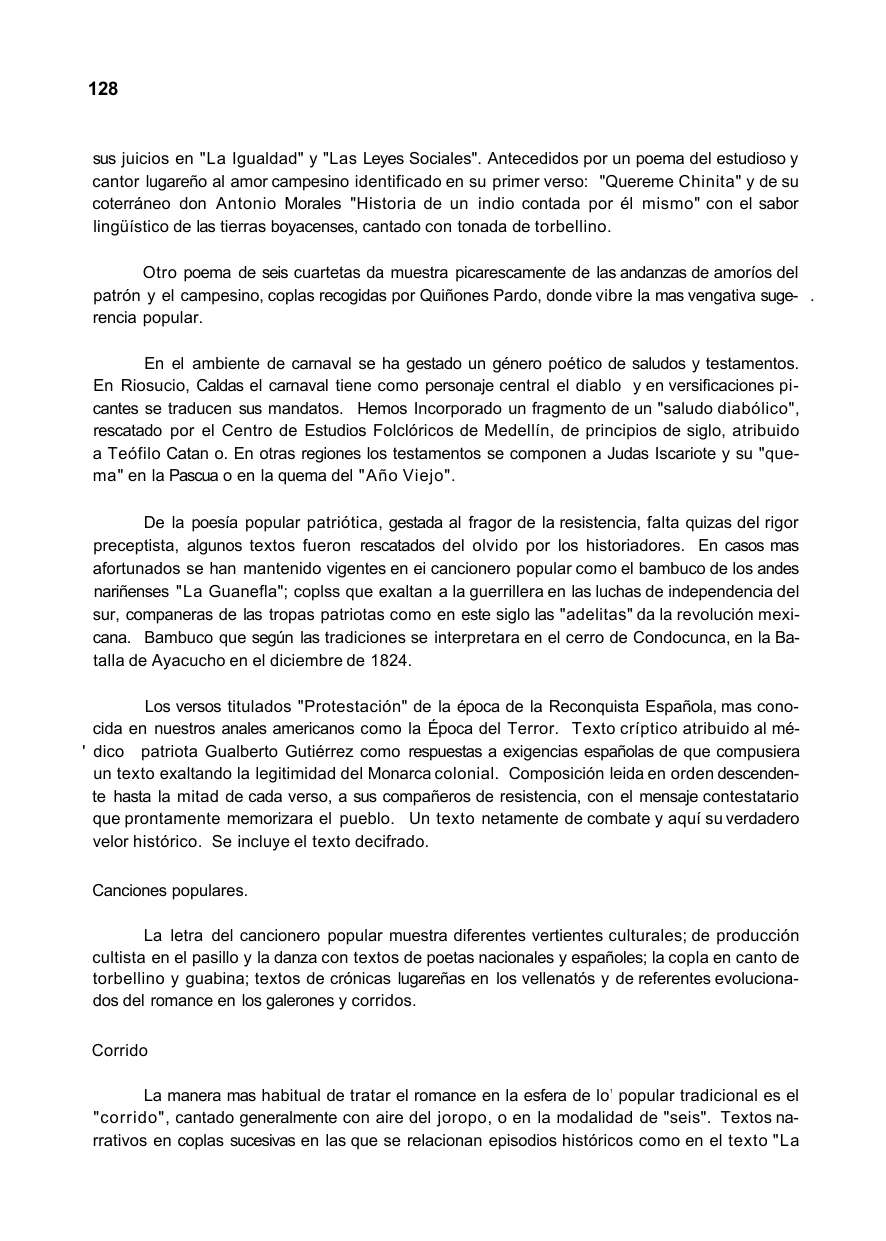 128
sus juicios en "La Igualdad" y "Las Leyes Sociales". Antecedidos por un poema del estudioso y
cantor lugareño al amor campesino identificado en su primer verso: "Quereme Chinita" y de su
coterráneo don Antonio Morales "Historia de un indio contada por él mismo" con el sabor
lingüístico de las tierras boyacenses, cantado con tonada de torbellino.
Otro poema de seis cuartetas da muestra picarescamente de las andanzas de amoríos del
patrón y el campesino, coplas recogidas por Quiñones Pardo, donde vibre la mas vengativa suge- .
rencia popular.
En el ambiente de carnaval se ha gestado un género poético de saludos y testamentos.
En Riosucio, Caldas el carnaval tiene como personaje central el diablo y en versificaciones pi-
cantes se traducen sus mandatos. Hemos Incorporado un fragmento de un "saludo diabólico",
rescatado por el Centro de Estudios Folclóricos de Medellín, de principios de siglo, atribuido
a Teófilo Catan o. En otras regiones los testamentos se componen a Judas Iscariote y su "que-
ma" en la Pascua o en la quema del "Año Viejo".
De la poesía popular patriótica, gestada al fragor de la resistencia, falta quizas del rigor
preceptista, algunos textos fueron rescatados del olvido por los historiadores. En casos mas
afortunados se han mantenido vigentes en ei cancionero popular como el bambuco de los andes
nariñenses "La Guanefla"; coplss que exaltan a la guerrillera en las luchas de independencia del
sur, companeras de las tropas patriotas como en este siglo las "adelitas" da la revolución mexi-
cana. Bambuco que según las tradiciones se interpretara en el cerro de Condocunca, en la Ba-
talla de Ayacucho en el diciembre de 1824.
Los versos titulados "Protestación" de la época de la Reconquista Española, mas cono-
cida en nuestros anales americanos como la Época del Terror. Texto críptico atribuido al mé-
' dico patriota Gualberto Gutiérrez como respuestas a exigencias españolas de que compusiera
un texto exaltando la legitimidad del Monarca colonial. Composición leida en orden descenden-
te hasta la mitad de cada verso, a sus compañeros de resistencia, con el mensaje contestatario
que prontamente memorizara el pueblo. Un texto netamente de combate y aquí su verdadero
velor histórico. Se incluye el texto decifrado.
Canciones populares.
La letra del cancionero popular muestra diferentes vertientes culturales; de producción
cultista en el pasillo y la danza con textos de poetas nacionales y españoles; la copla en canto de
torbellino y guabina; textos de crónicas lugareñas en los vellenatós y de referentes evoluciona-
dos del romance en los galerones y corridos.
Corrido
La manera mas habitual de tratar el romance en la esfera de lo' popular tradicional es el
"corrido", cantado generalmente con aire del joropo, o en la modalidad de "seis". Textos na-
rrativos en coplas sucesivas en las que se relacionan episodios históricos como en el texto "La